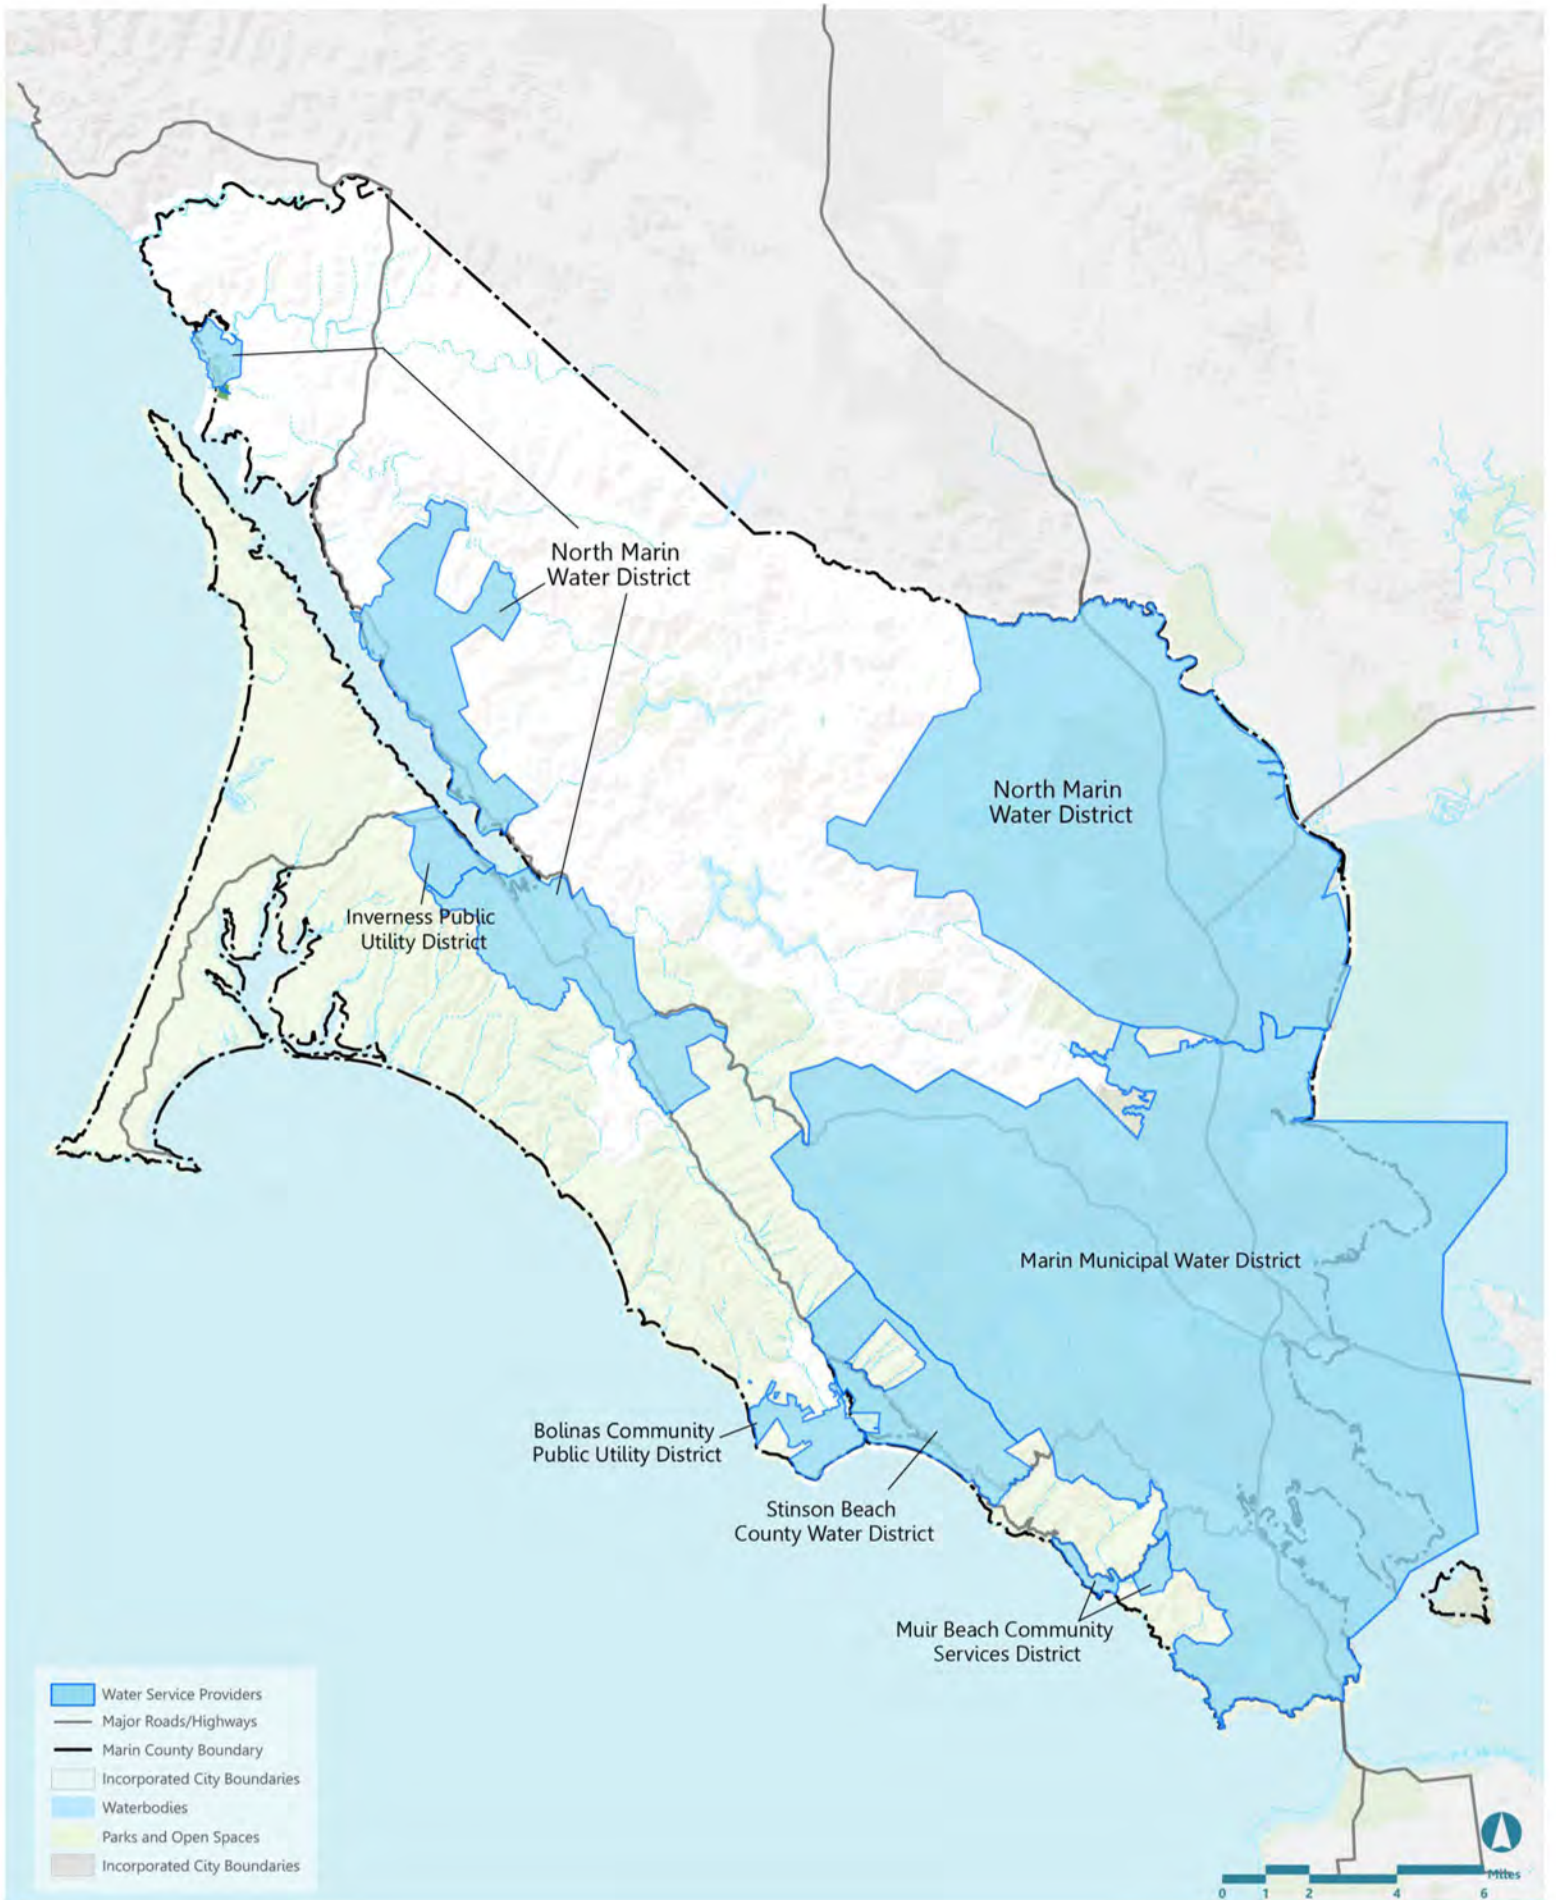 North Marin
Water District
North Marin
Water District
Inverness Public
Utility District
Marin Municipal Water District
Bolinas Community
Public Utility District
Stinson Beach
County Water District
Muir Beach Community
Services District
Water Service Providers
Major Roads/Highways
Marin County Boundary
Incorporated City Boundaries
Waterbodies
Parks and Open Spaces
Incorporated City Boundaries
Miles
0 1 2 4 6